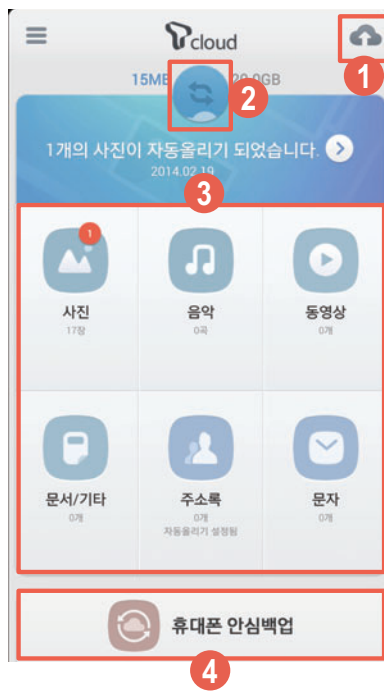 Tcloud
1
15MB
20.0GB
2
1개의 사진이 자동올리기 되었습니다.
2014.02.19
3
1
사진
음악
동영상
17장
0곡
0개
문서/기타
주소록
문자
0개
0개
0개
자동올리기 설정됨
휴대폰 안심백업
4